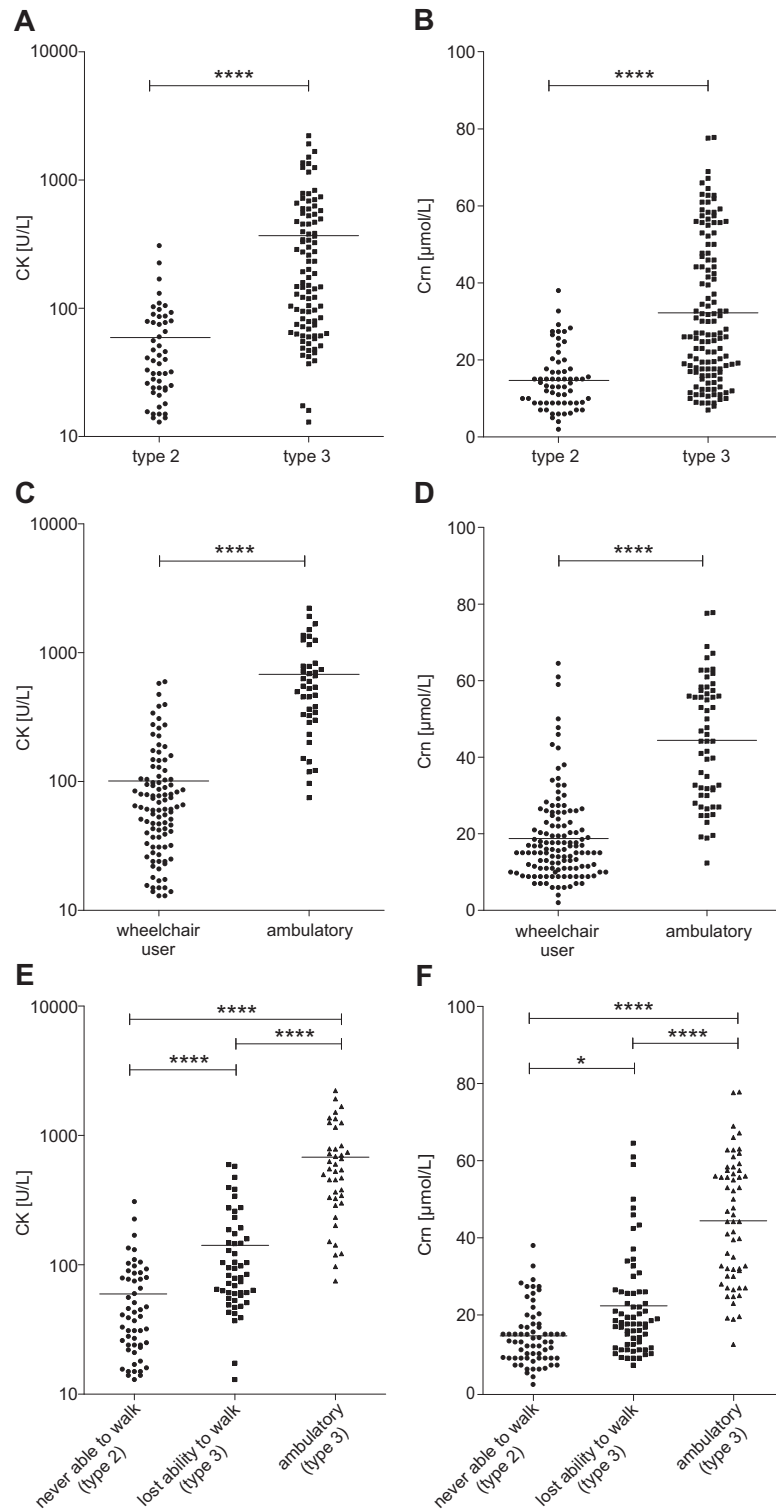 A
CK [U/L]
10000
1000
100
10
****
type 2
type 3
B
Crn [µmol/L]
100
80
60
40
20
0
****
type 2
type 3
C
CK [U/L]
10000
1000
100
10
****
wheelchair
user
ambulatory
D
Crn [µmol/L]
100
80
60
40
20
0
****
wheelchair
user
ambulatory
E
CK [U/L]
10000
1000
100
10
****
****
****
never able to walk
(type 2)
lost ability to walk
(type 3)
ambulatory
(type 3)
F
Crn [µmol/L]
100
80
60
40
20
0
****
****
*
never able to walk
(type 2)
lost ability to walk
(type 3)
ambulatory
(type 3)